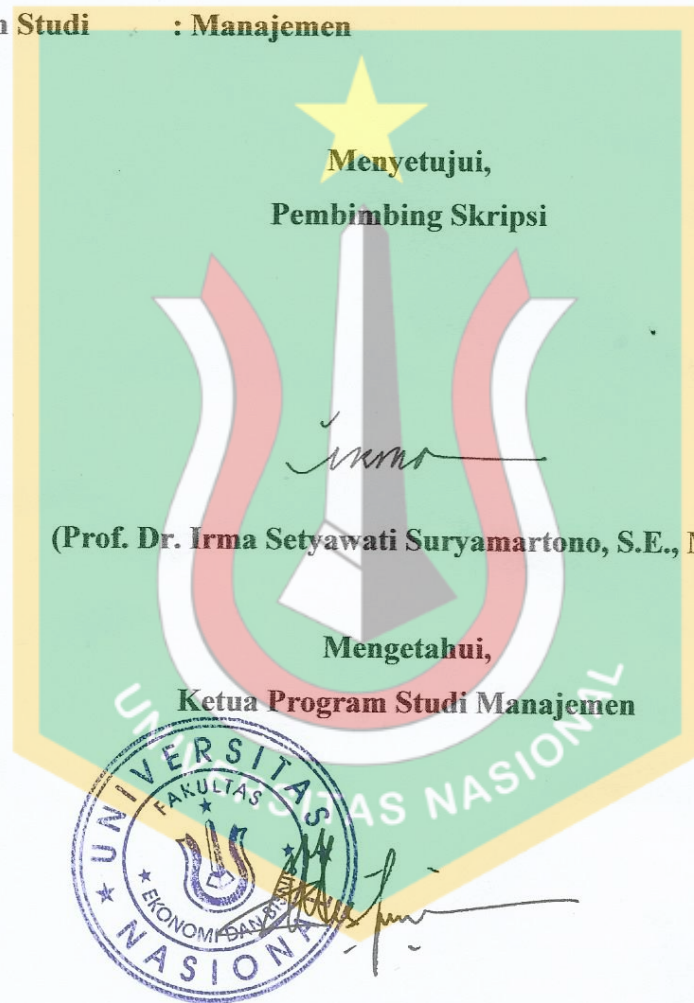 n Studi : Manajemen
Menyetujui,
Pembimbing Skripsi
(Prof. Dr. Irma Setyawati Suryamartono, S.E.,
Mengetahui,
Ketua Program Studi Manajemen
UNIVERSITAS NASIONAL
UNIVERSITAS NASIONAL
FAKULTAS
EKONOMI DAN BISNIS